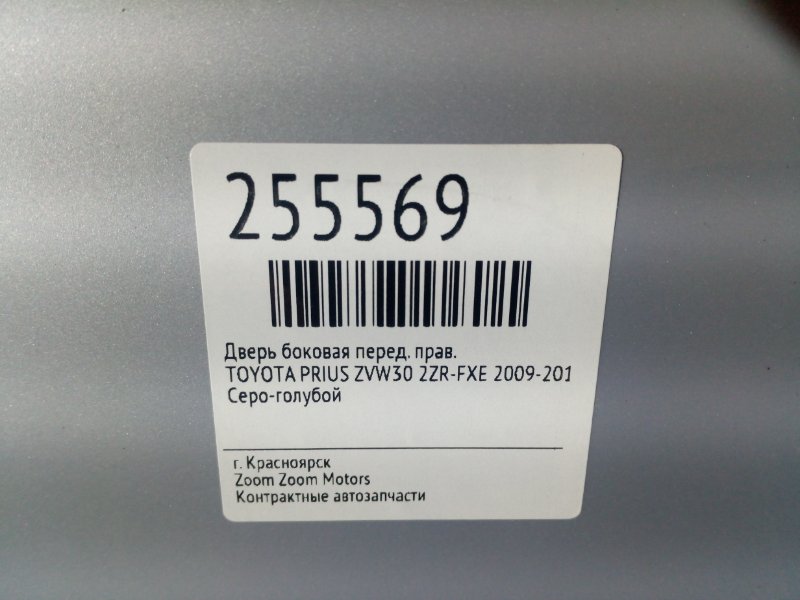 255569
Дверь боковая перед. прав.
TOYOTA PRIUS ZVW30 2ZR-FXE 2009-201
Серо-голубой
г. Красноярск
Zoom Zoom Motors
Контрактные автозапчасти